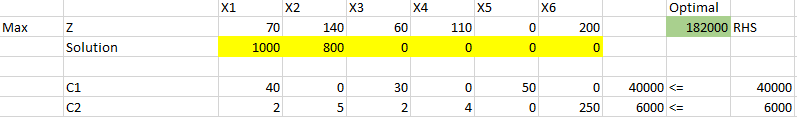 X1 X2 X3 X4 X5 X6 Optimal
Max Z 70 140 60 110 0 200 182000 RHS
Solution 1000 800 0 0 0 0
C1 40 0 30 0 50 0 40000 <= 40000
C2 2 5 2 4 0 250 6000 <= 6000